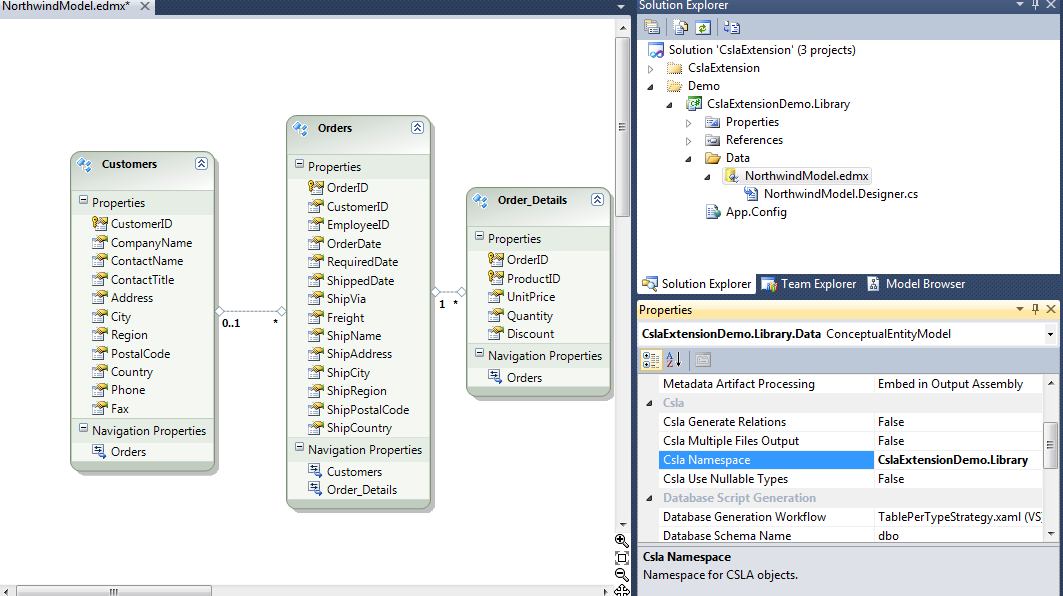 NorthwindModel.edmx*
Customers
Properties
CustomerID
CompanyName
ContactName
ContactTitle
Address
City
Region
PostalCode
Country
Phone
Fax
Navigation Properties
Orders
0..1
*
Orders
Properties
OrderID
CustomerID
EmployeeID
OrderDate
RequiredDate
ShippedDate
ShipVia
Freight
ShipName
ShipAddress
ShipCity
ShipRegion
ShipPostalCode
ShipCountry
Navigation Properties
Customers
Order_Details
1 *
Order_Details
Properties
OrderID
ProductID
UnitPrice
Quantity
Discount
Navigation Properties
Orders
Solution Explorer
Solution 'CslaExtension' (3 projects)
CslaExtension
Demo
CslaExtensionDemo.Library
Properties
References
Data
NorthwindModel.edmx
NorthwindModel.Designer.cs
App.Config
Solution Explorer Team Explorer Model Browser
Properties
CslaExtensionDemo.Library.Data ConceptualEntityModel
Metadata Artifact Processing Embed in Output Assembly
Csla
Csla Generate Relations False
Csla Multiple Files Output False
Csla Namespace CslaExtensionDemo.Library
Csla Use Nullable Types False
Database Script Generation
Database Generation Workflow TablePerTypeStrategy.xaml (VS)
Database Schema Name dbo
Csla Namespace
Namespace for CSLA objects.